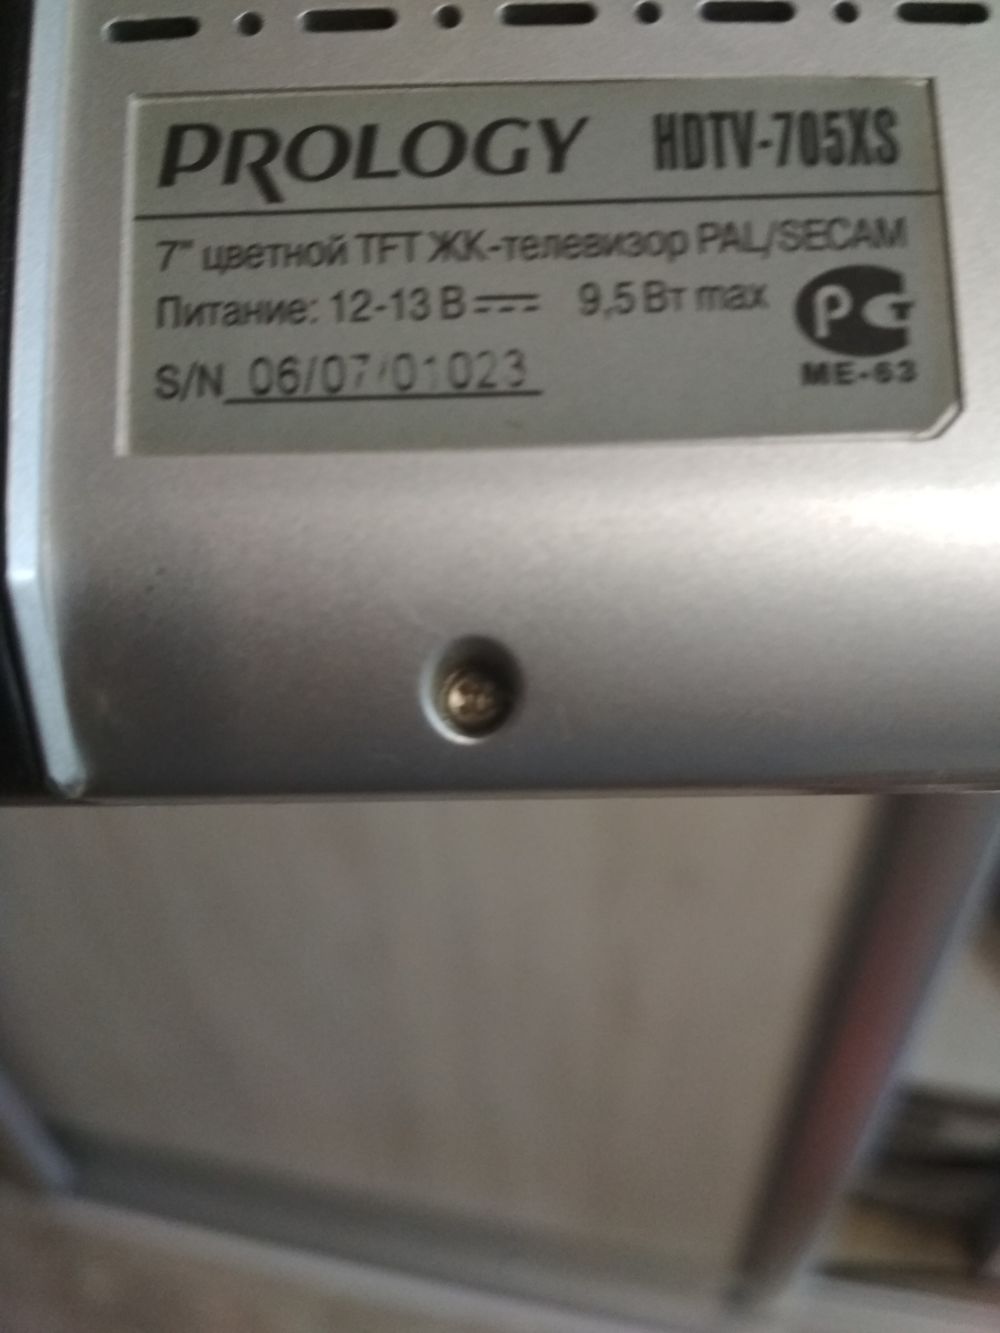 PROLOGY HDTV-705XS
7" цветной TFT ЖК-телевизор PAL/SECAM
Питание: 12-13 В 9,5 Вт max
S/N 06/07/01023
РСТ
ME-63